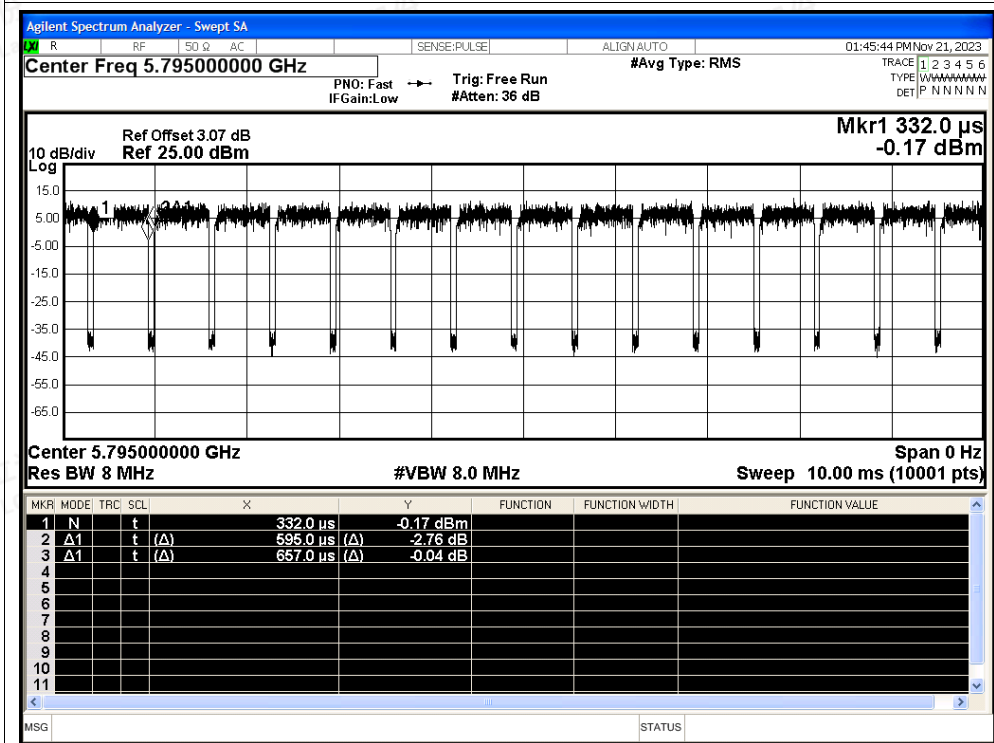 Agilent Spectrum Analyzer - Swept SA
LXI R RF 50 Ω AC SENSE:PULSE ALIGN AUTO 01:45:44 PM Nov 21, 2023
Center Freq 5.795000000 GHz #Avg Type: RMS TRACE 1 2 3 4 5 6
PNO: Fast Trig: Free Run TYPE W
IFGain:Low #Atten: 36 dB DET P N N N N N
Mkr1 332.0 µs
Ref Offset 3.07 dB
10 dB/div Ref 25.00 dBm -0.17 dBm
Log
15.0
1 2Δ1
5.00
-5.00
-15.0
-25.0
-35.0
-45.0
-55.0
-65.0
Center 5.795000000 GHz Span 0 Hz
Res BW 8 MHz #VBW 8.0 MHz Sweep 10.00 ms (10001 pts)
MKR MODE TRC SCL X Y FUNCTION FUNCTION WIDTH FUNCTION VALUE
1 N t 332.0 µs -0.17 dBm
2 Δ1 t (Δ) 595.0 µs (Δ) -2.76 dB
3 Δ1 t (Δ) 657.0 µs (Δ) -0.04 dB
4
5
6
7
8
9
10
11
MSG STATUS